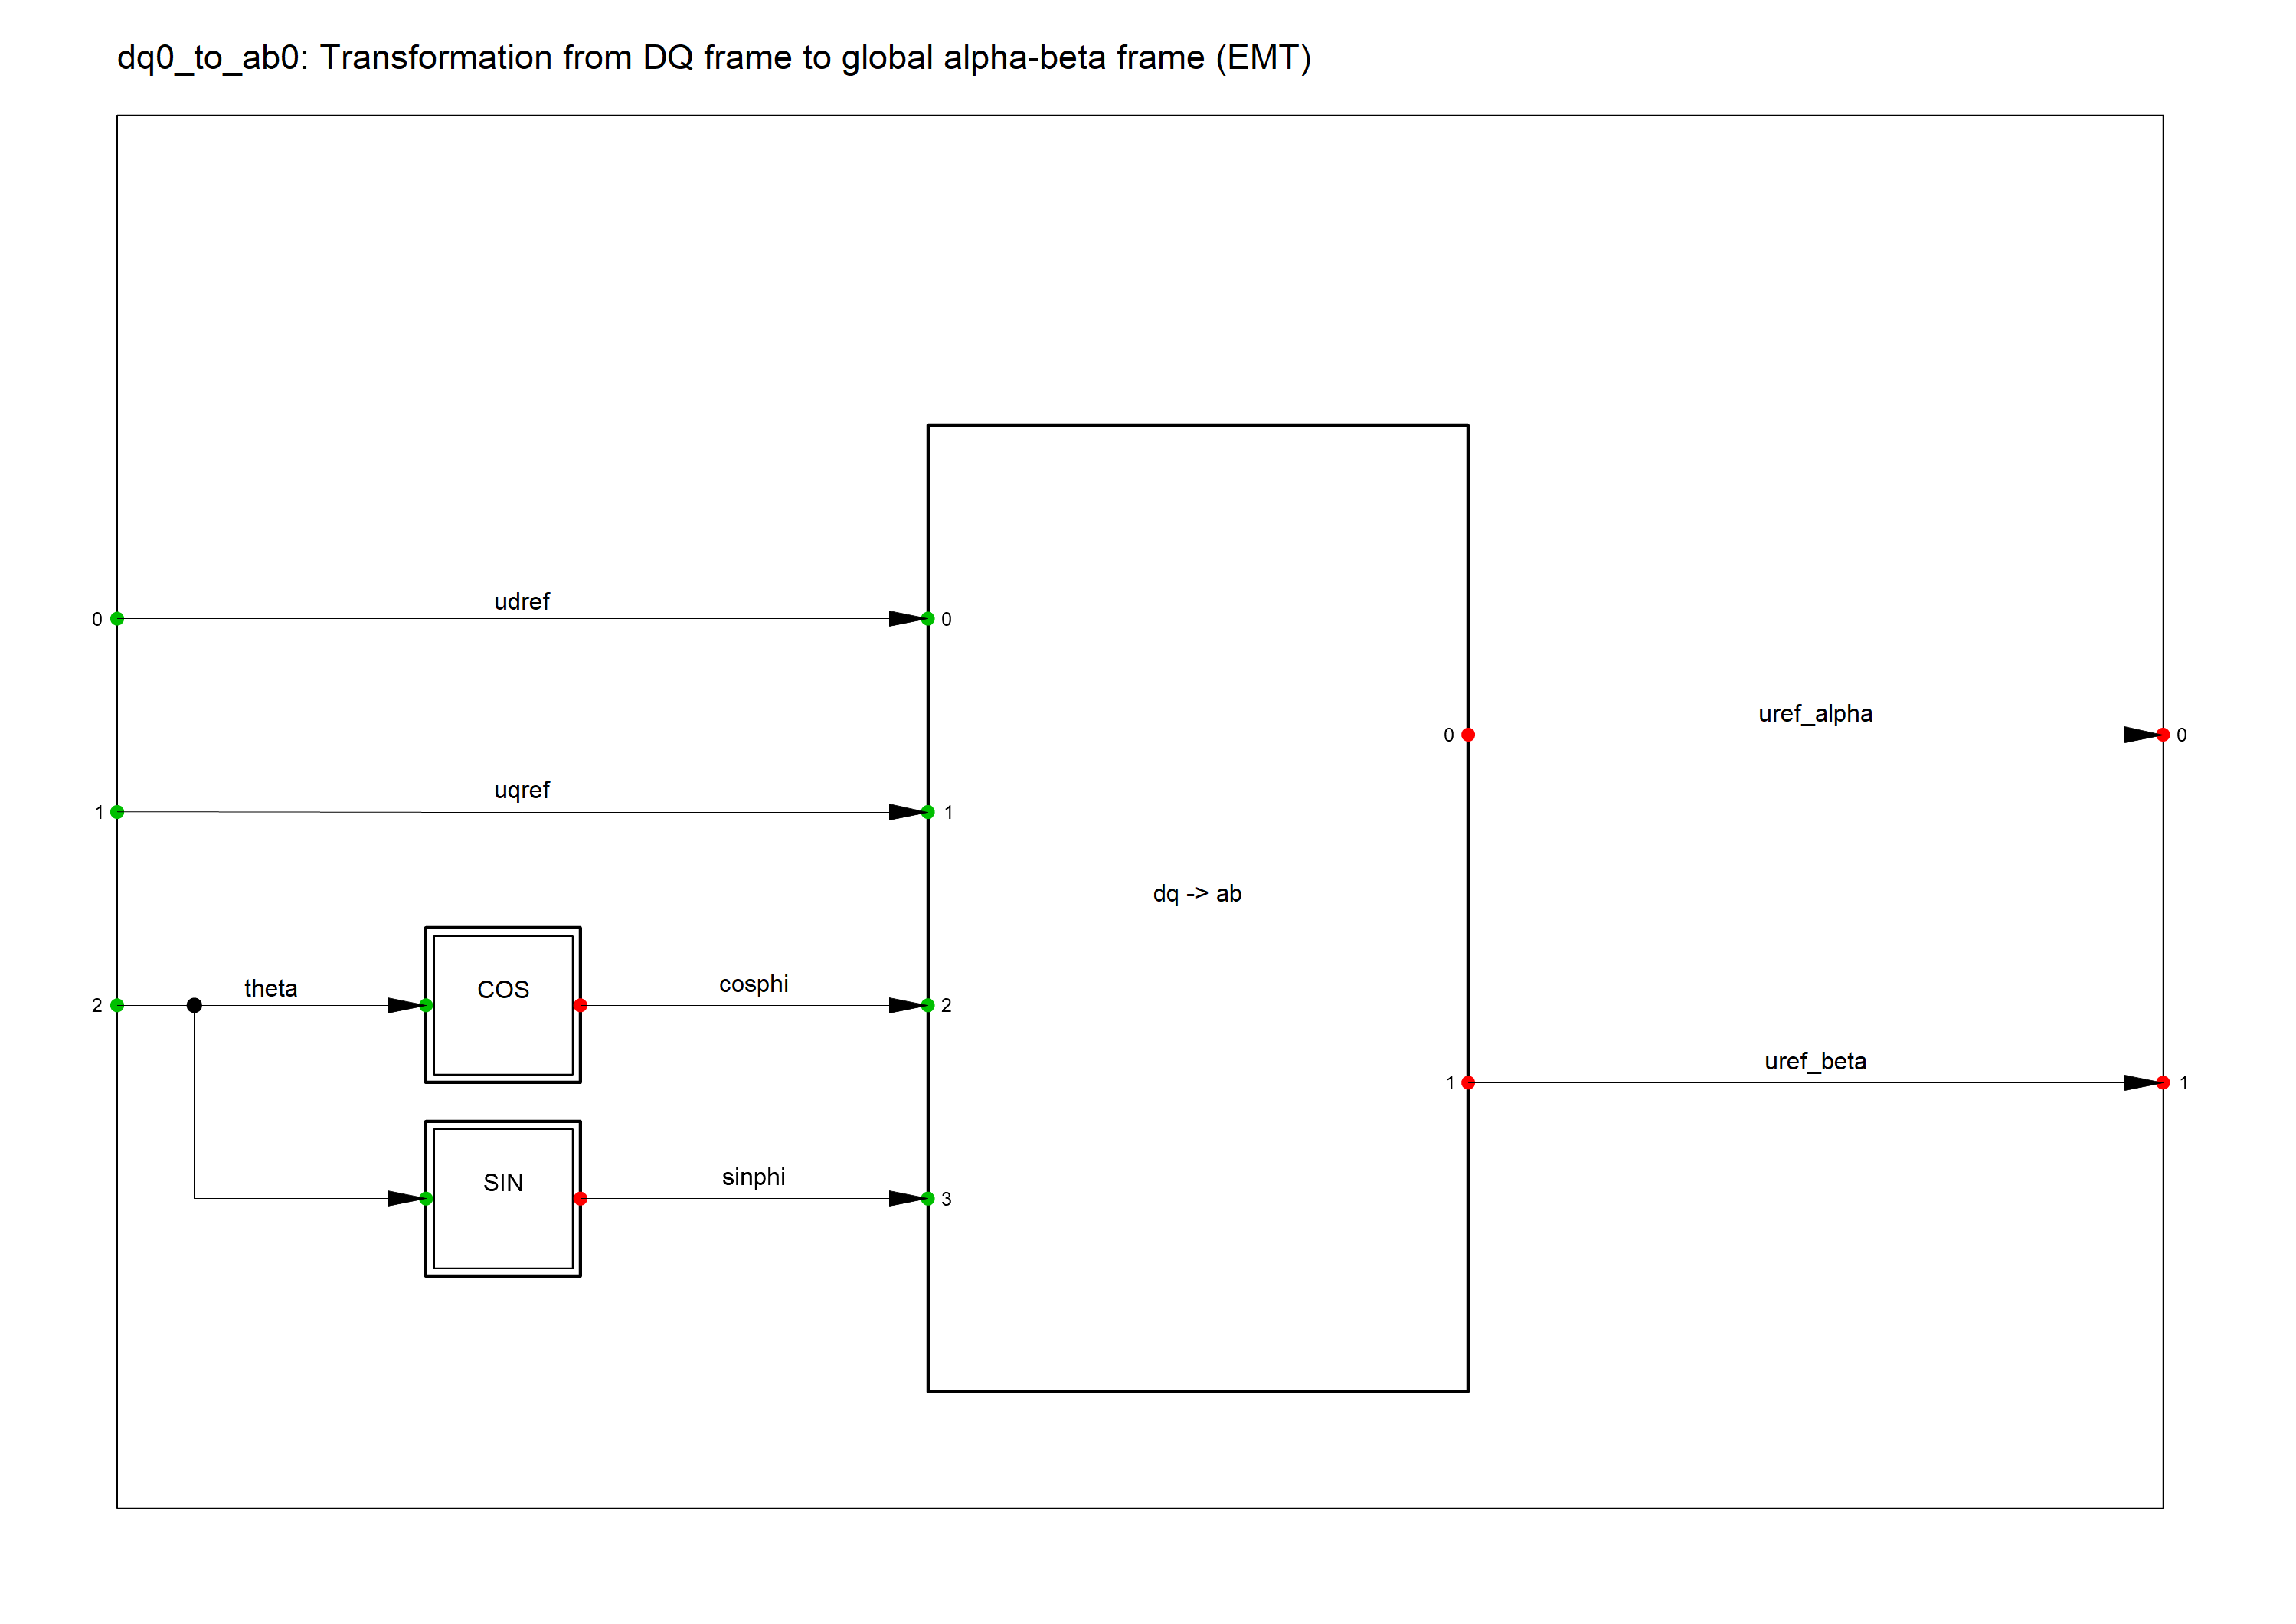 dq0_to_ab0: Transformation from DQ frame to global alpha-beta frame (EMT)
udref
0
0
uref_alpha
0
0
uqref
1
1
dq -> ab
theta
COS
cosphi
2
2
uref_beta
1
1
SIN
sinphi
3